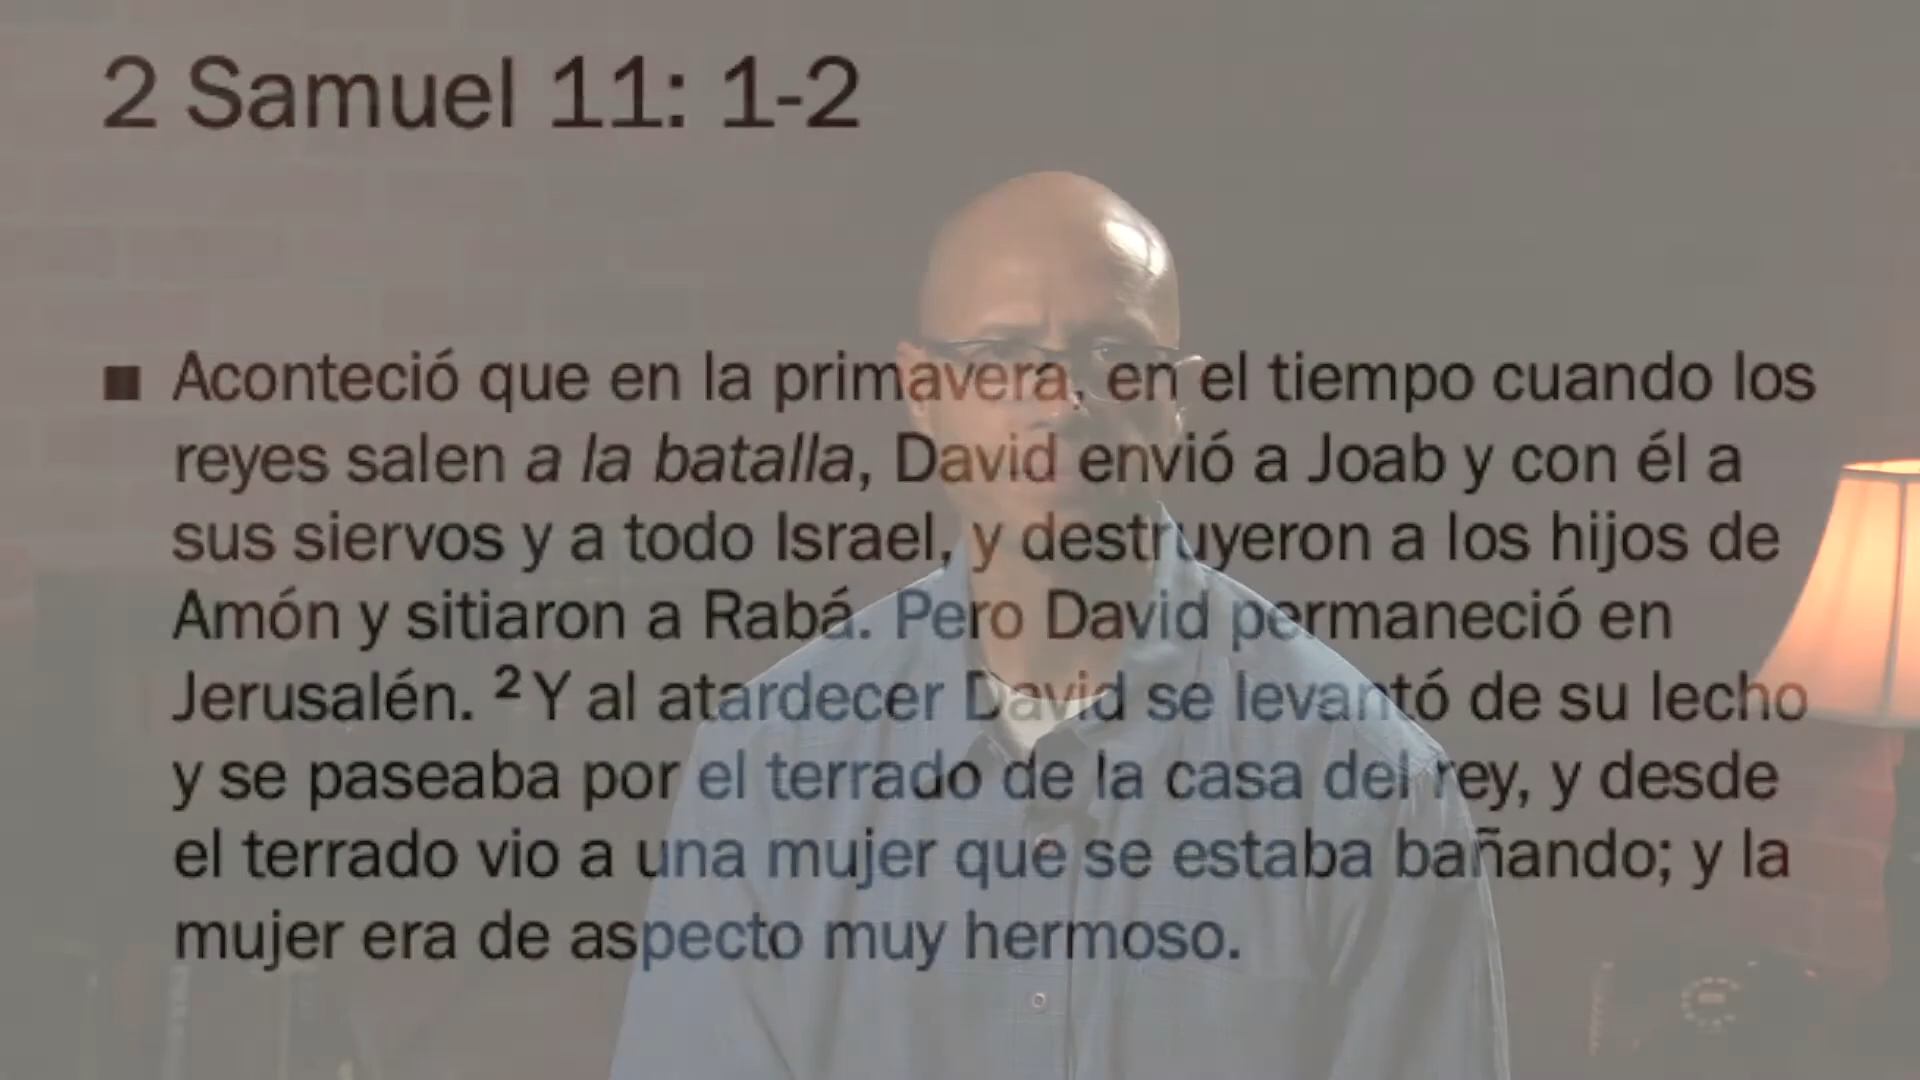 2 Samuel 11: 1-2
■ Aconteció que en la primavera, en el tiempo cuando los
reyes salen a la batalla, David envió a Joab y con él a
sus siervos y a todo Israel, y destruyeron a los hijos de
Amón y sitiaron a Rabá. Pero David permaneció en
Jerusalén. ² Y al atardecer David se levantó de su lecho
y se paseaba por el terrado de la casa del rey, y desde
el terrado vio a una mujer que se estaba bañando; y la
mujer era de aspecto muy hermoso.